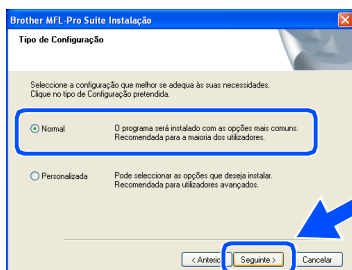 Brother MFL-Pro Suite Instalação
Tipo de Configuração
Seleccione a configuração que melhor se adequa às suas necessidades.
Clique no tipo de Configuração pretendida.
Normal
O programa será instalado com as opções mais comuns.
Recomendada para a maioria dos utilizadores.
Personalizada
Pode seleccionar as opções que deseja instalar.
Recomendada para utilizadores avançados.
< Anterio Seguinte > Cancelar